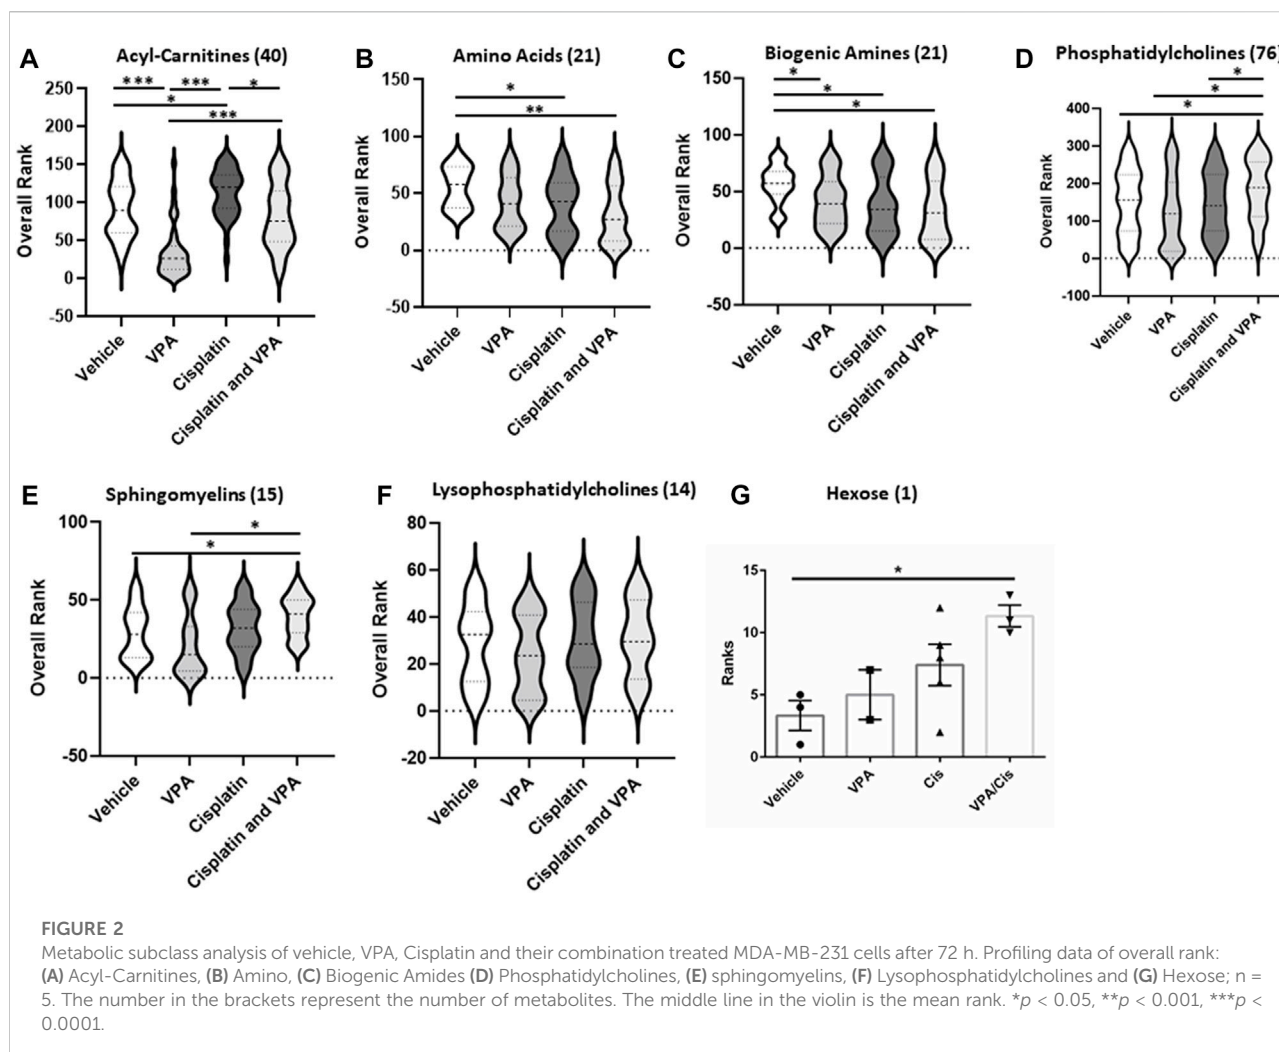 A
Acyl-Carnitines (40)
***
***
*
*
***
Overall Rank
250
200
150
100
50
0
-50
Vehicle
VPA
Cisplatin
Cisplatin and VPA
B
Amino Acids (21)
*
**
Overall Rank
150
100
50
0
-50
Vehicle
VPA
Cisplatin
Cisplatin and VPA
C
Biogenic Amines (21)
*
*
*
Overall Rank
150
100
50
0
-50
Vehicle
VPA
Cisplatin
Cisplatin and VPA
D
Phosphatidylcholines (76)
*
*
*
Overall Rank
400
300
200
100
0
-100
Vehicle
VPA
Cisplatin
Cisplatin and VPA
E
Sphingomyelins (15)
*
*
Overall Rank
100
50
0
-50
Vehicle
VPA
Cisplatin
Cisplatin and VPA
F
Lysophosphatidylcholines (14)
Overall Rank
80
60
40
20
0
-20
Vehicle
VPA
Cisplatin
Cisplatin and VPA
G
Hexose (1)
*
Ranks
15
10
5
0
Vehicle
VPA
Cis
VPA/Cis
FIGURE 2
Metabolic subclass analysis of vehicle, VPA, Cisplatin and their combination treated MDA-MB-231 cells after 72 h. Profiling data of overall rank:
(A) Acyl-Carnitines, (B) Amino, (C) Biogenic Amides (D) Phosphatidylcholines, (E) sphingomyelins, (F) Lysophosphatidylcholines and (G) Hexose; n =
5. The number in the brackets represent the number of metabolites. The middle line in the violin is the mean rank. *p < 0.05, **p < 0.001, ***p <
0.0001.